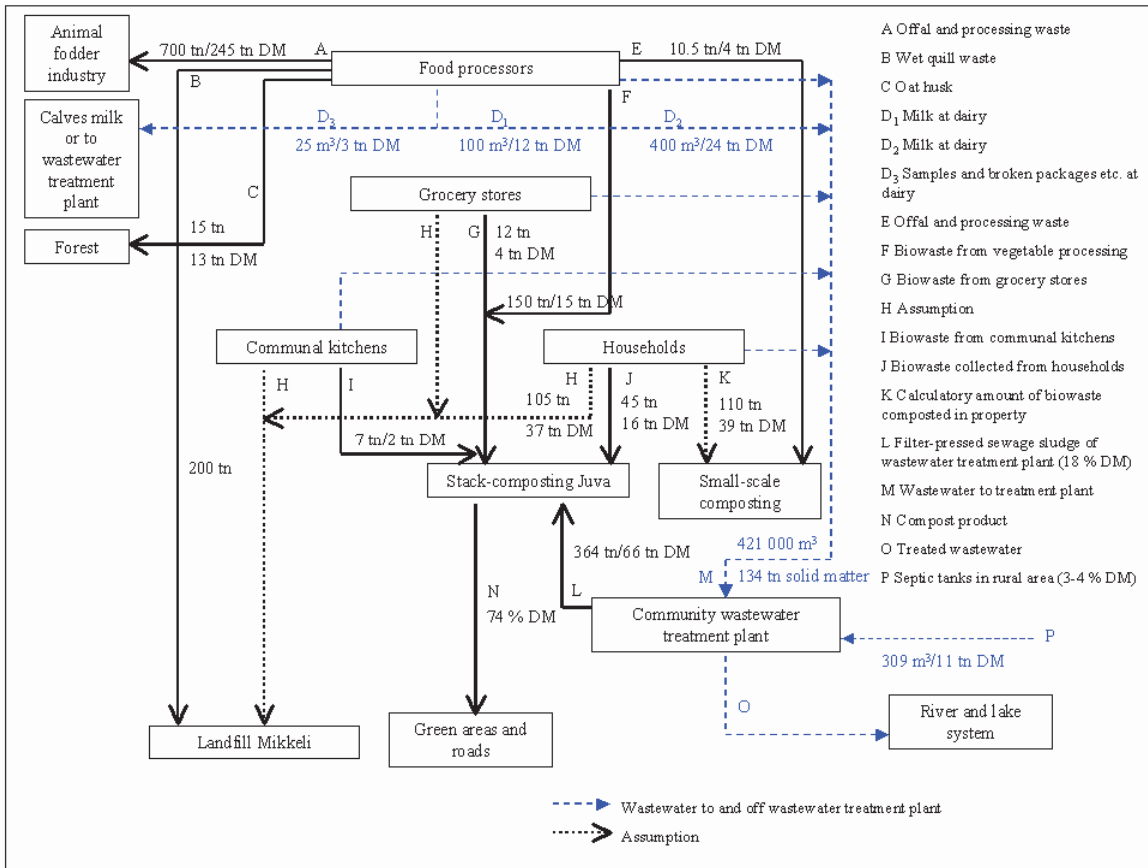 Animal
fodder
industry
700 tn/245 tn DM
A
B
Food processors
E
10.5 tn/4 tn DM
F
Calves milk
or to
wastewater
treatment
plant
D3
25 m³/3 tn DM
D1
100 m³/12 tn DM
D2
400 m³/24 tn DM
C
Grocery stores
Forest
15 tn
13 tn DM
H
G
12 tn
4 tn DM
150 tn/15 tn DM
Communal kitchens
Households
H
I
H
105 tn
37 tn DM
J
45 tn
16 tn DM
K
110 tn
39 tn DM
7 tn/2 tn DM
200 tn
Stack-composting Juva
Small-scale
composting
364 tn/66 tn DM
L
421 000 m³
M
134 tn solid matter
N
74 % DM
Community wastewater
treatment plant
P
309 m³/11 tn DM
O
Landfill Mikkeli
Green areas and
roads
River and lake
system
Wastewater to and off wastewater treatment plant
Assumption
A Offal and processing waste
B Wet quill waste
C Oat husk
D1 Milk at dairy
D2 Milk at dairy
D3 Samples and broken packages etc. at
dairy
E Offal and processing waste
F Biowaste from vegetable processing
G Biowaste from grocery stores
H Assumption
I Biowaste from communal kitchens
J Biowaste collected from households
K Calculatory amount of biowaste
composted in property
L Filter-pressed sewage sludge of
wastewater treatment plant (18 % DM)
M Wastewater to treatment plant
N Compost product
O Treated wastewater
P Septic tanks in rural area (3-4 % DM)